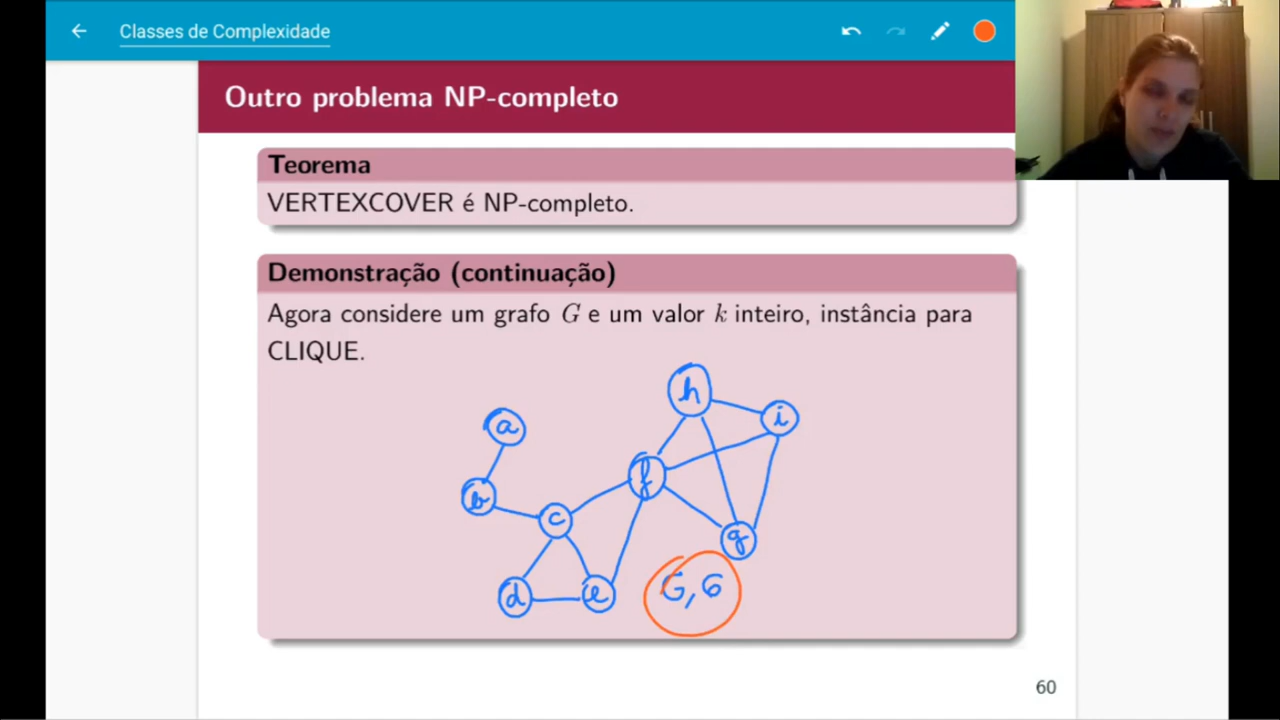 Classes de Complexidade
Outro problema NP-completo
Teorema
VERTEXCOVER é NP-completo.
Demonstração (continuação)
Agora considere um grafo G e um valor k inteiro, instância para
CLIQUE.
h
i
a
f
b
c
g
d
e
G, 6
60